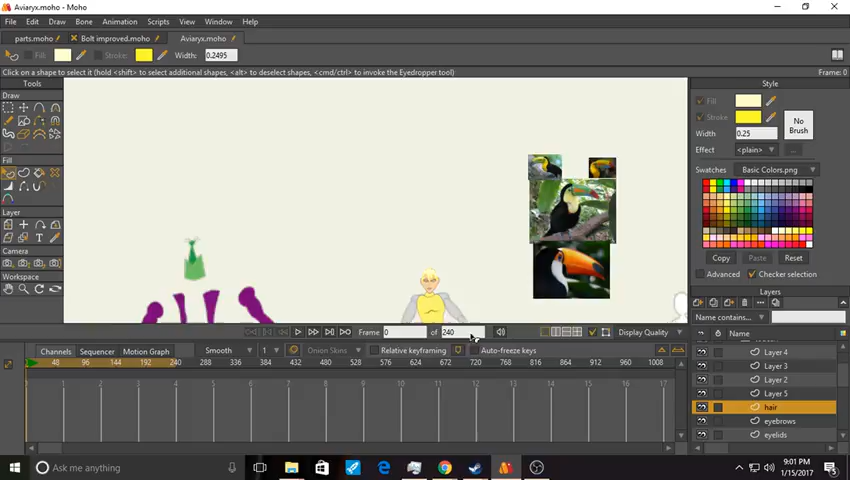 Aviaryx.moho - Moho
File Edit Draw Bone Animation Scripts View Window Help
parts.moho Bolt improved.moho Aviaryx.moho
Fill: Stroke: Width: 0.2495
Click on a shape to select it (hold <shift> to select additional shapes, <alt> to deselect shapes, <cmd/ctrl> to invoke the Eyedropper tool) Frame: 0
Tools
Draw
Fill
Layer
Camera
Workspace
Style
Fill
Stroke
No Brush
Width 0.25
Effect <plain> ...
Swatches Basic Colors.png
Copy Paste Reset
Advanced Checker selection
Layers
Name contains...
Name
Layer 4
Layer 3
Layer 2
Layer 5
hair
eyebrows
eyelids
Frame 0 of 240 Display Quality
Channels Sequencer Motion Graph Smooth 1 Onion Skins Relative keyframing Auto-freeze keys
0 48 96 144 192 240 288 336 384 432 480 528 576 624 672 720 768 816 864 912 960 1008
1 2 3 4 5 6 7 8 9 10 11 12 13 14 15 16 17
Ask me anything
9:01 PM
1/15/2017